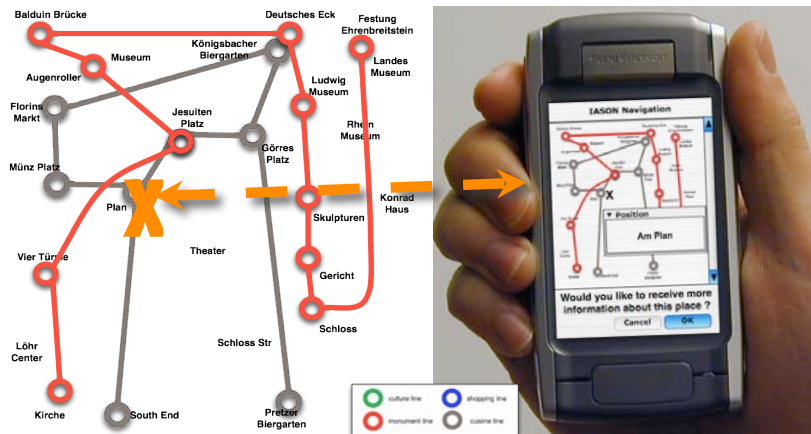 Balduin Brücke
Deutsches Eck
Festung
Ehrenbreitstein
Königsbacher
Biergarten
Museum
Augenroller
Landes
Museum
Ludwig
Museum
Florins
Markt
Jesuiten
Platz
Rhein
Museum
Görres
Platz
Münz Platz
Plan
X
Konrad
Haus
Skulpturen
Theater
Vier Türme
Gericht
Schloss
Löhr
Center
Schloss Str
Kirche
South End
Pretzer
Biergarten
culture line
shopping line
monument line
cuisine line
Sony Ericsson
IASON Navigation
X
Position
Am Plan
Would you like to receive more
information about this place ?
Cancel
OK